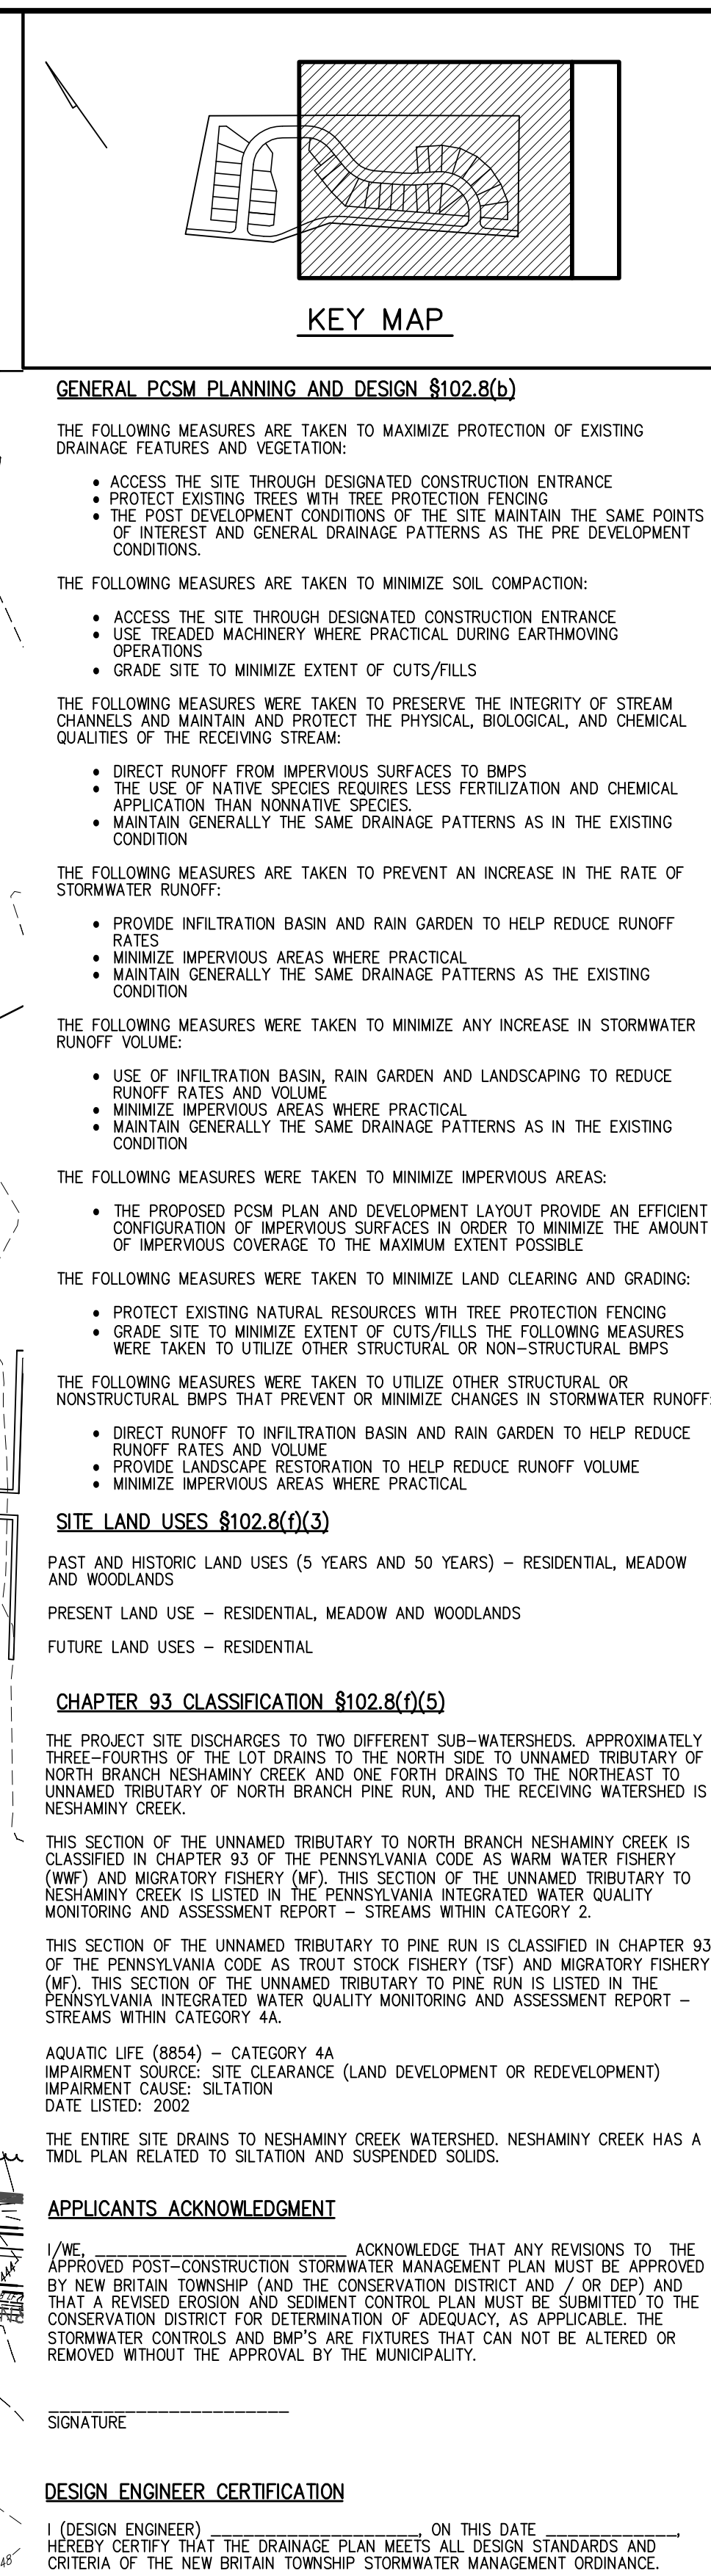 KEY MAP
GENERAL PCSM PLANNING AND DESIGN §102.8(b)
THE FOLLOWING MEASURES ARE TAKEN TO MAXIMIZE PROTECTION OF EXISTING
DRAINAGE FEATURES AND VEGETATION:
• ACCESS THE SITE THROUGH DESIGNATED CONSTRUCTION ENTRANCE
• PROTECT EXISTING TREES WITH TREE PROTECTION FENCING
• THE POST DEVELOPMENT CONDITIONS OF THE SITE MAINTAIN THE SAME POINTS
OF INTEREST AND GENERAL DRAINAGE PATTERNS AS THE PRE DEVELOPMENT
CONDITIONS.
THE FOLLOWING MEASURES ARE TAKEN TO MINIMIZE SOIL COMPACTION:
• ACCESS THE SITE THROUGH DESIGNATED CONSTRUCTION ENTRANCE
• USE TREADED MACHINERY WHERE PRACTICAL DURING EARTHMOVING
OPERATIONS
• GRADE SITE TO MINIMIZE EXTENT OF CUTS/FILLS
THE FOLLOWING MEASURES WERE TAKEN TO PRESERVE THE INTEGRITY OF STREAM
CHANNELS AND MAINTAIN AND PROTECT THE PHYSICAL, BIOLOGICAL, AND CHEMICAL
QUALITIES OF THE RECEIVING STREAM:
• DIRECT RUNOFF FROM IMPERVIOUS SURFACES TO BMPS
• THE USE OF NATIVE SPECIES REQUIRES LESS FERTILIZATION AND CHEMICAL
APPLICATION THAN NONNATIVE SPECIES.
• MAINTAIN GENERALLY THE SAME DRAINAGE PATTERNS AS IN THE EXISTING
CONDITION
THE FOLLOWING MEASURES ARE TAKEN TO PREVENT AN INCREASE IN THE RATE OF
STORMWATER RUNOFF:
• PROVIDE INFILTRATION BASIN AND RAIN GARDEN TO HELP REDUCE RUNOFF
RATES
• MINIMIZE IMPERVIOUS AREAS WHERE PRACTICAL
• MAINTAIN GENERALLY THE SAME DRAINAGE PATTERNS AS THE EXISTING
CONDITION
THE FOLLOWING MEASURES WERE TAKEN TO MINIMIZE ANY INCREASE IN STORMWATER
RUNOFF VOLUME:
• USE OF INFILTRATION BASIN, RAIN GARDEN AND LANDSCAPING TO REDUCE
RUNOFF RATES AND VOLUME
• MINIMIZE IMPERVIOUS AREAS WHERE PRACTICAL
• MAINTAIN GENERALLY THE SAME DRAINAGE PATTERNS AS IN THE EXISTING
CONDITION
THE FOLLOWING MEASURES WERE TAKEN TO MINIMIZE IMPERVIOUS AREAS:
• THE PROPOSED PCSM PLAN AND DEVELOPMENT LAYOUT PROVIDE AN EFFICIENT
CONFIGURATION OF IMPERVIOUS SURFACES IN ORDER TO MINIMIZE THE AMOUNT
OF IMPERVIOUS COVERAGE TO THE MAXIMUM EXTENT POSSIBLE
THE FOLLOWING MEASURES WERE TAKEN TO MINIMIZE LAND CLEARING AND GRADING:
• PROTECT EXISTING NATURAL RESOURCES WITH TREE PROTECTION FENCING
• GRADE SITE TO MINIMIZE EXTENT OF CUTS/FILLS THE FOLLOWING MEASURES
WERE TAKEN TO UTILIZE OTHER STRUCTURAL OR NON–STRUCTURAL BMPS
THE FOLLOWING MEASURES WERE TAKEN TO UTILIZE OTHER STRUCTURAL OR
NONSTRUCTURAL BMPS THAT PREVENT OR MINIMIZE CHANGES IN STORMWATER RUNOFF:
• DIRECT RUNOFF TO INFILTRATION BASIN AND RAIN GARDEN TO HELP REDUCE
RUNOFF RATES AND VOLUME
• PROVIDE LANDSCAPE RESTORATION TO HELP REDUCE RUNOFF VOLUME
• MINIMIZE IMPERVIOUS AREAS WHERE PRACTICAL
SITE LAND USES §102.8(f)(3)
PAST AND HISTORIC LAND USES (5 YEARS AND 50 YEARS) – RESIDENTIAL, MEADOW
AND WOODLANDS
PRESENT LAND USE – RESIDENTIAL, MEADOW AND WOODLANDS
FUTURE LAND USES – RESIDENTIAL
CHAPTER 93 CLASSIFICATION §102.8(f)(5)
THE PROJECT SITE DISCHARGES TO TWO DIFFERENT SUB–WATERSHEDS. APPROXIMATELY
THREE–FOURTHS OF THE LOT DRAINS TO THE NORTH SIDE TO UNNAMED TRIBUTARY OF
NORTH BRANCH NESHAMINY CREEK AND ONE FORTH DRAINS TO THE NORTHEAST TO
UNNAMED TRIBUTARY OF NORTH BRANCH PINE RUN, AND THE RECEIVING WATERSHED IS
NESHAMINY CREEK.
THIS SECTION OF THE UNNAMED TRIBUTARY TO NORTH BRANCH NESHAMINY CREEK IS
CLASSIFIED IN CHAPTER 93 OF THE PENNSYLVANIA CODE AS WARM WATER FISHERY
(WWF) AND MIGRATORY FISHERY (MF). THIS SECTION OF THE UNNAMED TRIBUTARY TO
NESHAMINY CREEK IS LISTED IN THE PENNSYLVANIA INTEGRATED WATER QUALITY
MONITORING AND ASSESSMENT REPORT – STREAMS WITHIN CATEGORY 2.
THIS SECTION OF THE UNNAMED TRIBUTARY TO PINE RUN IS CLASSIFIED IN CHAPTER 93
OF THE PENNSYLVANIA CODE AS TROUT STOCK FISHERY (TSF) AND MIGRATORY FISHERY
(MF). THIS SECTION OF THE UNNAMED TRIBUTARY TO PINE RUN IS LISTED IN THE
PENNSYLVANIA INTEGRATED WATER QUALITY MONITORING AND ASSESSMENT REPORT –
STREAMS WITHIN CATEGORY 4A.
AQUATIC LIFE (8854) – CATEGORY 4A
IMPAIRMENT SOURCE: SITE CLEARANCE (LAND DEVELOPMENT OR REDEVELOPMENT)
IMPAIRMENT CAUSE: SILTATION
DATE LISTED: 2002
THE ENTIRE SITE DRAINS TO NESHAMINY CREEK WATERSHED. NESHAMINY CREEK HAS A
TMDL PLAN RELATED TO SILTATION AND SUSPENDED SOLIDS.
APPLICANTS ACKNOWLEDGMENT
I/WE, ________________________ ACKNOWLEDGE THAT ANY REVISIONS TO THE
APPROVED POST–CONSTRUCTION STORMWATER MANAGEMENT PLAN MUST BE APPROVED
BY NEW BRITAIN TOWNSHIP (AND THE CONSERVATION DISTRICT AND / OR DEP) AND
THAT A REVISED EROSION AND SEDIMENT CONTROL PLAN MUST BE SUBMITTED TO THE
CONSERVATION DISTRICT FOR DETERMINATION OF ADEQUACY, AS APPLICABLE. THE
STORMWATER CONTROLS AND BMP'S ARE FIXTURES THAT CAN NOT BE ALTERED OR
REMOVED WITHOUT THE APPROVAL BY THE MUNICIPALITY.
_______________________
SIGNATURE
DESIGN ENGINEER CERTIFICATION
I (DESIGN ENGINEER) ____________________, ON THIS DATE _____________,
HEREBY CERTIFY THAT THE DRAINAGE PLAN MEETS ALL DESIGN STANDARDS AND
CRITERIA OF THE NEW BRITAIN TOWNSHIP STORMWATER MANAGEMENT ORDINANCE.